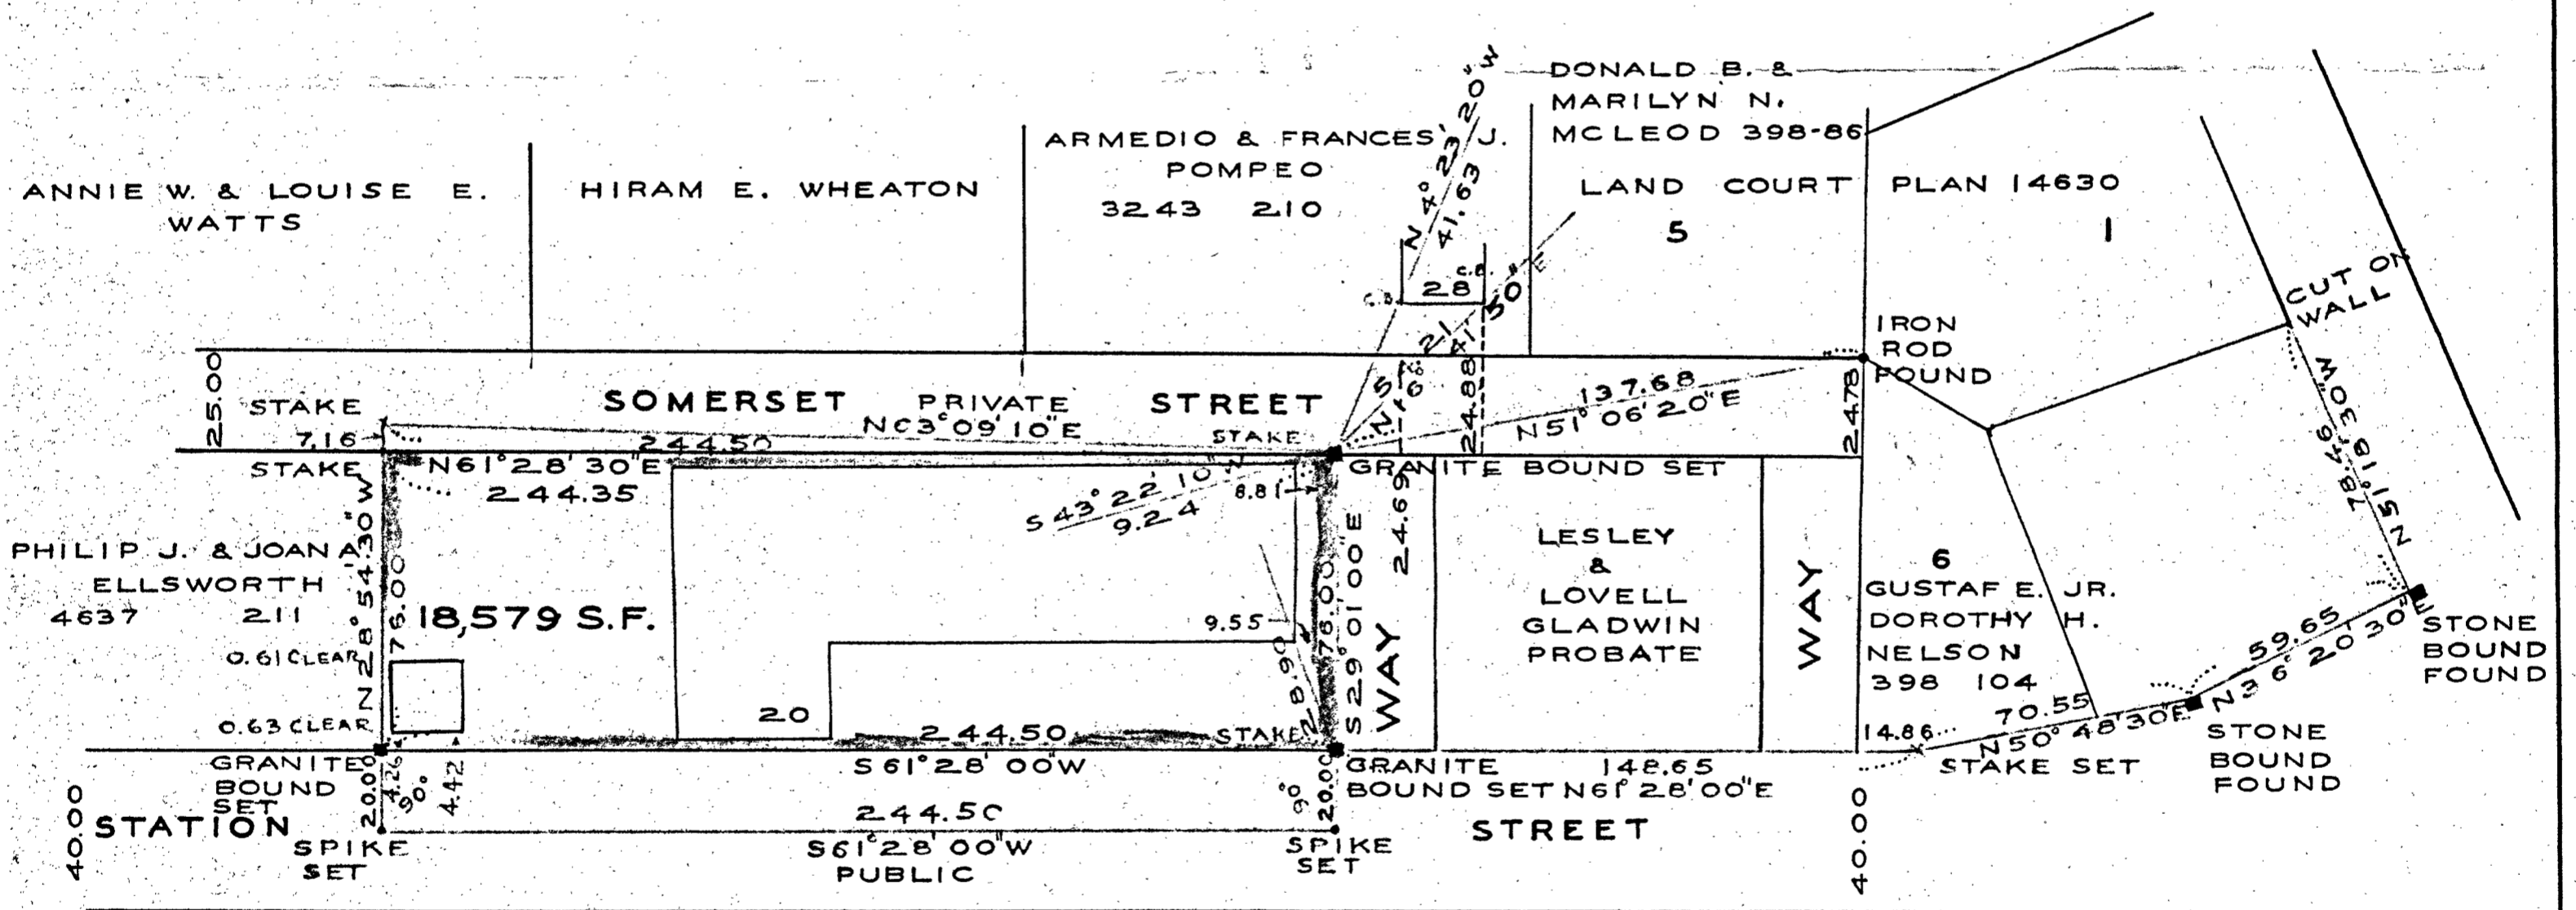 DONALD B. &
MARILYN N.
MCLEOD 398-86
ANNIE W. & LOUISE E.
WATTS
HIRAM E. WHEATON
ARMEDIO & FRANCES J.
POMPEO
3243 210
N 4° 23' 20" W
41.63
LAND COURT PLAN 14630
5
1
C.B.
28
50" E
CUT ON
WALL
IRON
ROD
FOUND
25.00
STAKE
7.16
SOMERSET PRIVATE STREET
N63°09'10"E
244.50
STAKE
24.88
137.68
N51°06'20"E
24.78
78.46
N 51° 18' 30" W
STAKE
N61°28'30"E
244.35
GRANITE BOUND SET
S 43° 22' 10" W
9.24
8.81
24.69
PHILIP J. & JOAN A.
ELLSWORTH
4637 211
N 28° 54' 30" W
76.00
18,579 S.F.
0.61 CLEAR
0.63 CLEAR
20
9.55
28.90
76.00
S 29° 01' 00" E
WAY
LESLEY
&
LOVELL
GLADWIN
PROBATE
WAY
6
GUSTAF E. JR.
DOROTHY H.
NELSON
398 104
59.65
N 36° 20' 30" E
STONE
BOUND
FOUND
14.86
70.55
N50°48'30"E
STAKE SET
STONE
BOUND
FOUND
244.50
STAKE
S61°28'00"W
GRANITE
BOUND
SET
20.00
4.26
90°
4.42
GRANITE 148.65
BOUND SET N61°28'00"E
90°
20.00
40.00
STATION
244.50
STREET
40.00
SPIKE
SET
S61°28'00"W
PUBLIC
SPIKE
SET